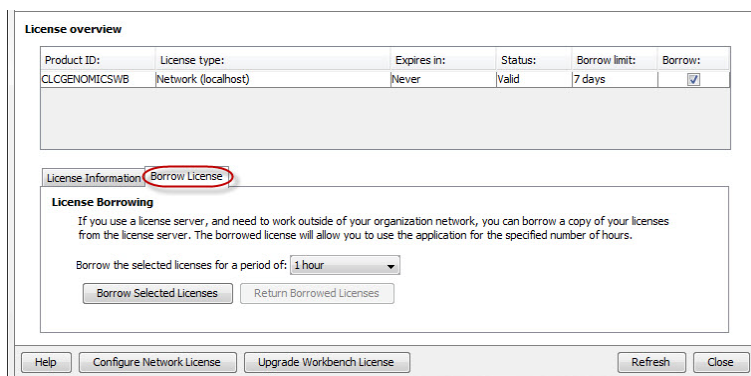 License overview
Product ID: License type: Expires in: Status: Borrow limit: Borrow:
CLCGENOMICSWB Network (localhost) Never Valid 7 days
License Information Borrow License
License Borrowing
If you use a license server, and need to work outside of your organization network, you can borrow a copy of your licenses
from the license server. The borrowed license will allow you to use the application for the specified number of hours.
Borrow the selected licenses for a period of: 1 hour
Borrow Selected Licenses Return Borrowed Licenses
Help Configure Network License Upgrade Workbench License Refresh Close